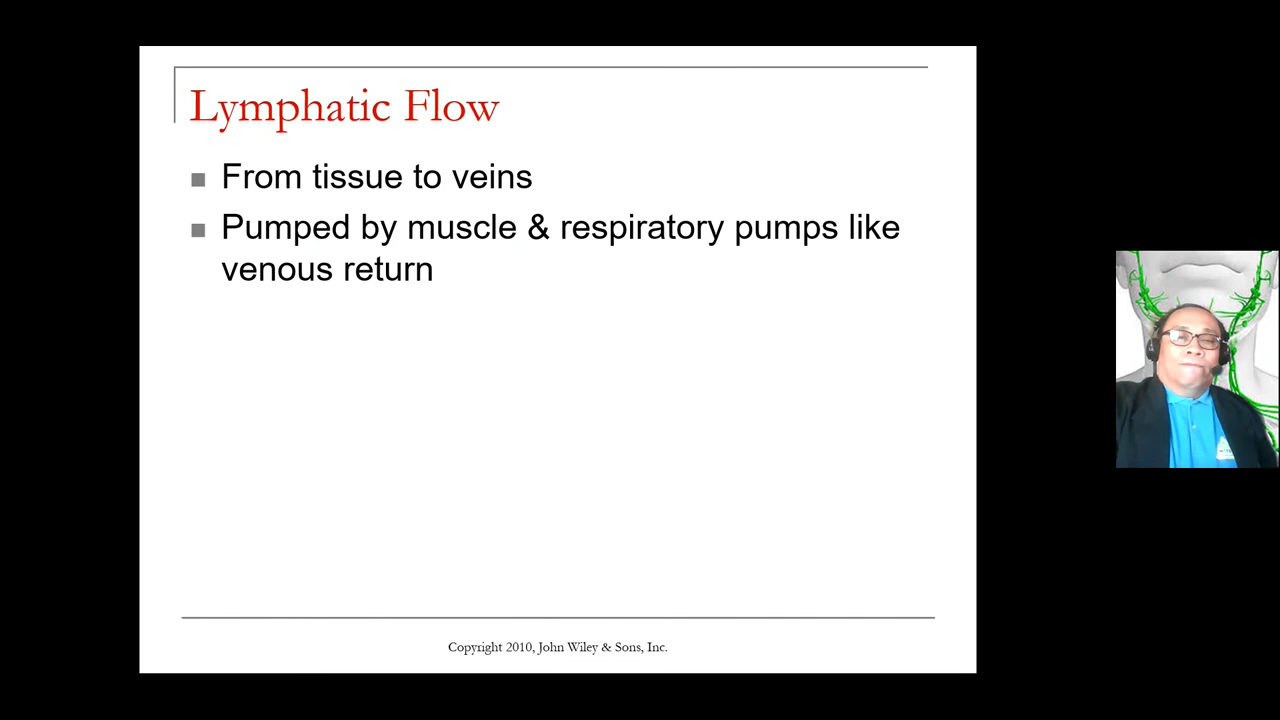 Lymphatic Flow
From tissue to veins
Pumped by muscle & respiratory pumps like
venous return
Copyright 2010, John Wiley & Sons, Inc.